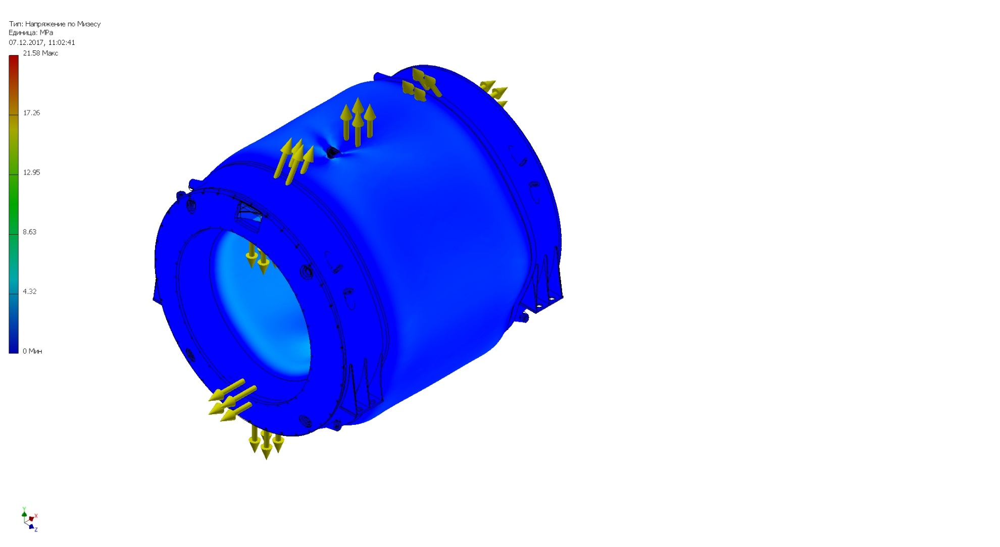 Тип: Напряжение по Мизесу
Единица: MPa
07.12.2017, 11:02:41
21.58 Макс
17.26
12.95
8.63
4.32
0 Мин
Y
X
Z